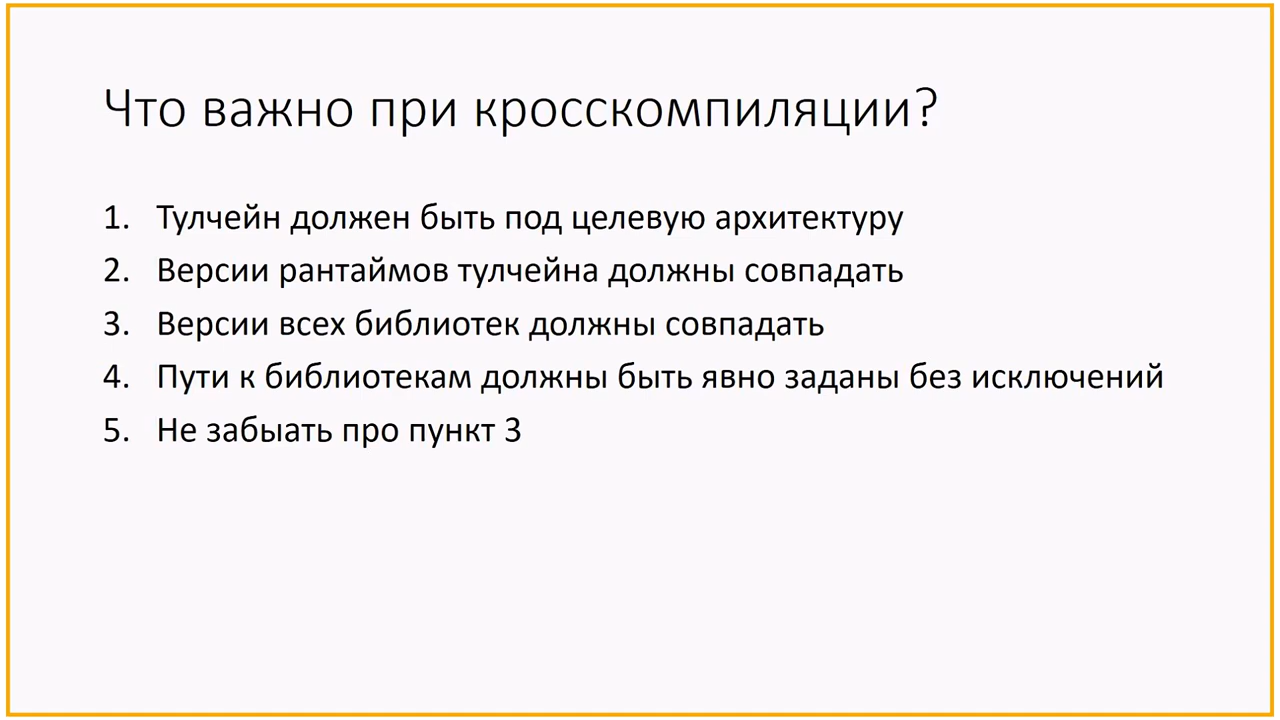 Что важно при кросскомпиляции?
1. Тулчейн должен быть под целевую архитектуру
2. Версии рантаймов тулчейна должны совпадать
3. Версии всех библиотек должны совпадать
4. Пути к библиотекам должны быть явно заданы без исключений
5. Не забыать про пункт 3